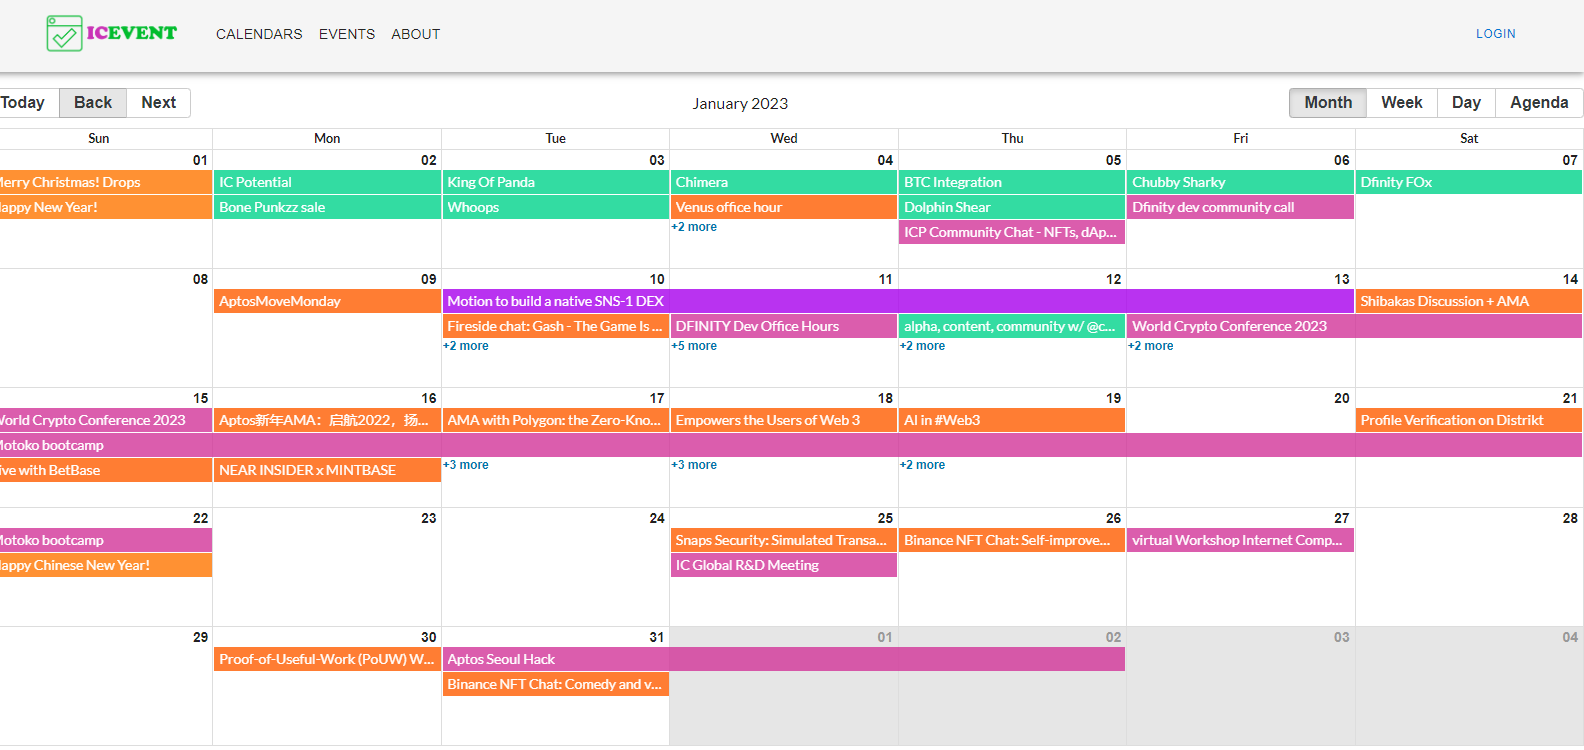 ICEVENT CALENDARS EVENTS ABOUT LOGIN
Today Back Next January 2023 Month Week Day Agenda
Sun Mon Tue Wed Thu Fri Sat
01 02 03 04 05 06 07
erry Christmas! Drops IC Potential King Of Panda Chimera BTC Integration Chubby Sharky Dfinity FOx
appy New Year! Bone Punkzz sale Whoops Venus office hour Dolphin Shear Dfinity dev community call
+2 more ICP Community Chat - NFTs, dAp...
08 09 10 11 12 13 14
AptosMoveMonday Motion to build a native SNS-1 DEX Shibakas Discussion + AMA
Fireside chat: Gash - The Game Is ... DFINITY Dev Office Hours alpha, content, community w/ @c... World Crypto Conference 2023
+2 more +5 more +2 more +2 more
15 16 17 18 19 20 21
orld Crypto Conference 2023 Aptos新年AMA：启航2022，扬... AMA with Polygon: the Zero-Kno... Empowers the Users of Web 3 AI in #Web3 Profile Verification on Distrikt
otoko bootcamp
ive with BetBase NEAR INSIDER x MINTBASE +3 more +3 more +2 more
22 23 24 25 26 27 28
otoko bootcamp Snaps Security: Simulated Transa... Binance NFT Chat: Self-improve... virtual Workshop Internet Comp...
appy Chinese New Year! IC Global R&D Meeting
29 30 31 01 02 03 04
Proof-of-Useful-Work (PoUW) W... Aptos Seoul Hack
Binance NFT Chat: Comedy and v...